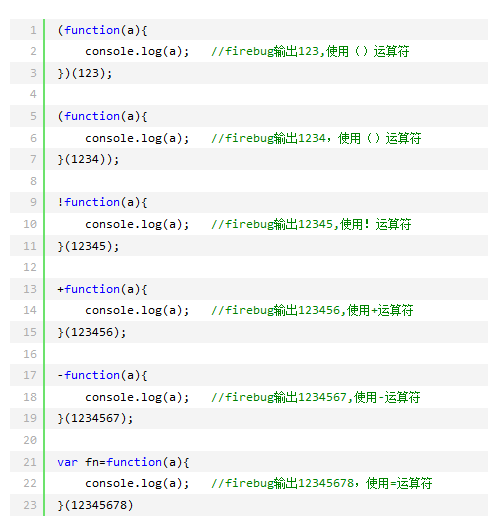 1 (function(a){
2     console.log(a);   //firebug输出123,使用（）运算符
3 })(123);
4
5 (function(a){
6     console.log(a);   //firebug输出1234，使用（）运算符
7 }(1234));
8
9 !function(a){
10     console.log(a);   //firebug输出12345,使用！运算符
11 }(12345);
12
13 +function(a){
14     console.log(a);   //firebug输出123456,使用+运算符
15 }(123456);
16
17 -function(a){
18     console.log(a);   //firebug输出1234567,使用-运算符
19 }(1234567);
20
21 var fn=function(a){
22     console.log(a);   //firebug输出12345678，使用=运算符
23 }(12345678)